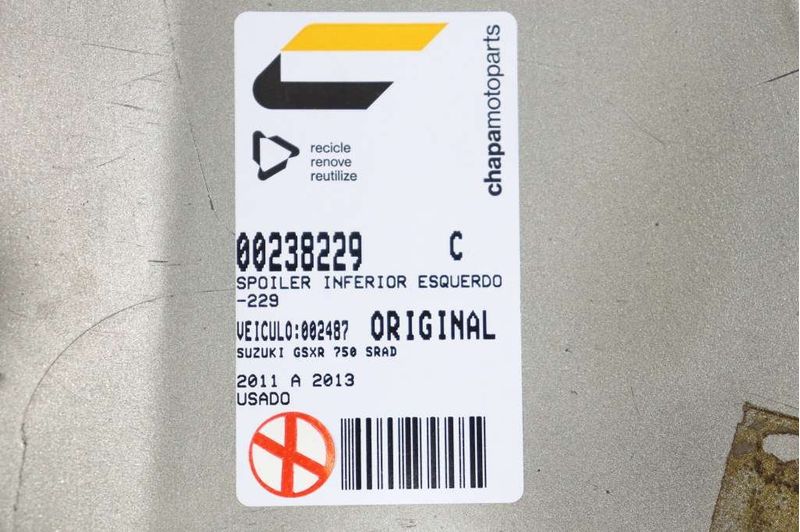 chapamotoparts
recicle
renove
reutilize
00238229 C
SPOILER INFERIOR ESQUERDO
-229
VEICULO:002487 ORIGINAL
SUZUKI GSXR 750 SRAD
2011 A 2013
USADO